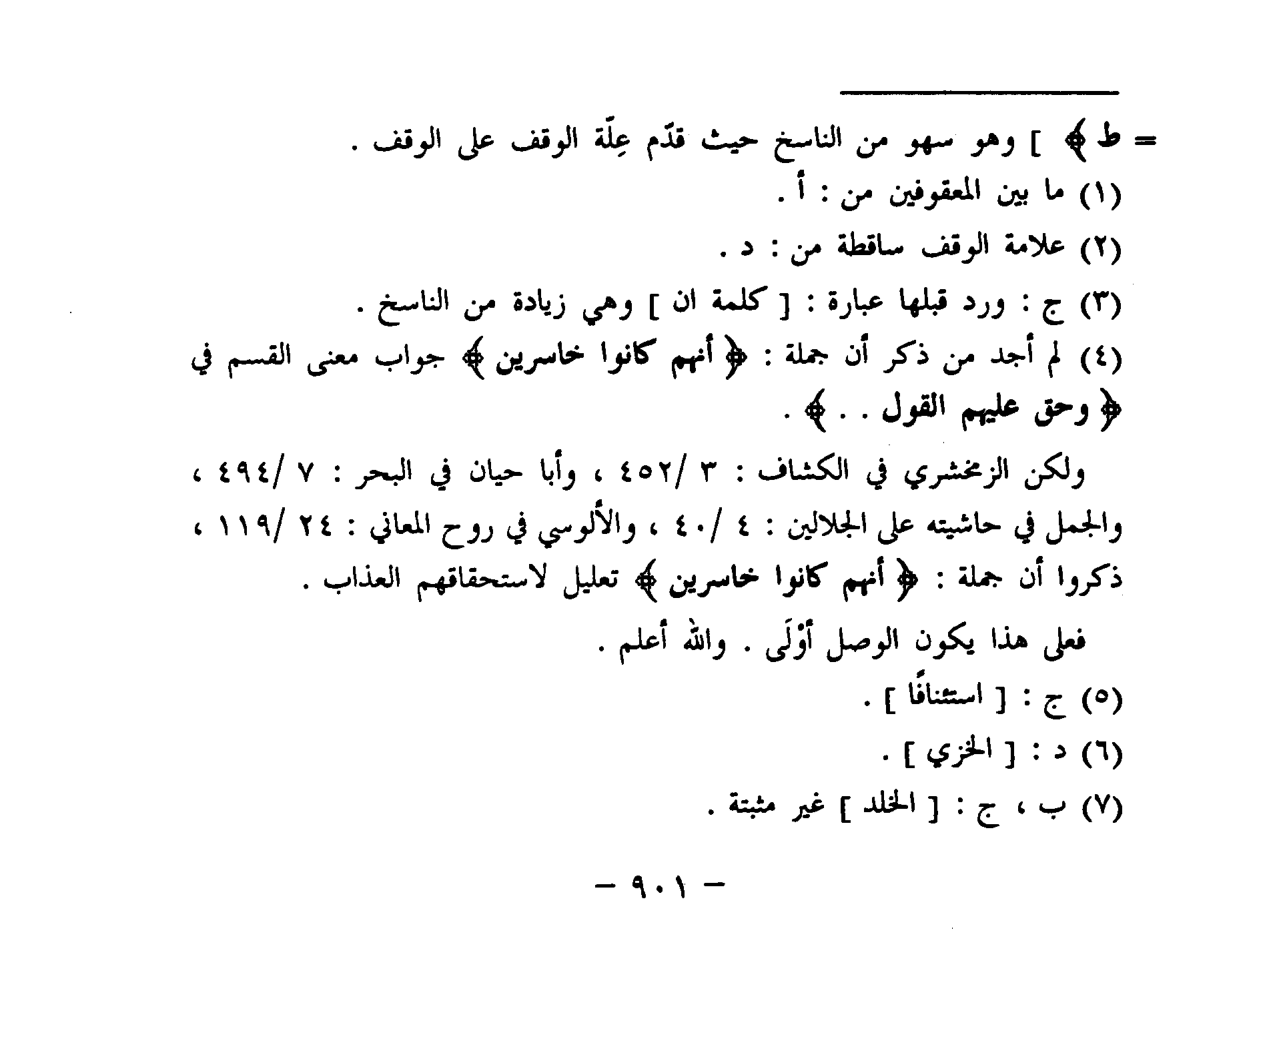 = ط ﴾ ] وهو سهو من الناسخ حيث قدّم عِلّة الوقف على الوقف .
(١) ما بين المعقوفين من : أ .
(٢) علامة الوقف ساقطة من : د .
(٣) ج : ورد قبلها عبارة : [ كلمة ان ] وهي زيادة من الناسخ .
(٤) لم أجد من ذكر أن جملة : ﴿ أنهم كانوا خاسرين ﴾ جواب معنى القسم في
﴿ وحق عليهم القول . . ﴾ .
ولكن الزمخشري في الكشاف : ٣ /٤٥٢ ، وأبا حيان في البحر : ٧ /٤٩٤ ،
والجمل في حاشيته على الجلالين : ٤ /٤٠ ، والألوسي في روح المعاني : ٢٤ /١١٩ ،
ذكروا أن جملة : ﴿ أنهم كانوا خاسرين ﴾ تعليل لاستحقاقهم العذاب .
فعلى هذا يكون الوصل أوْلَى . والله أعلم .
(٥) ج : [ استئنافًا ] .
(٦) د : [ الخزي ] .
(٧) ب ، ج : [ الخلد ] غير مثبتة .
– ٩٠١ –